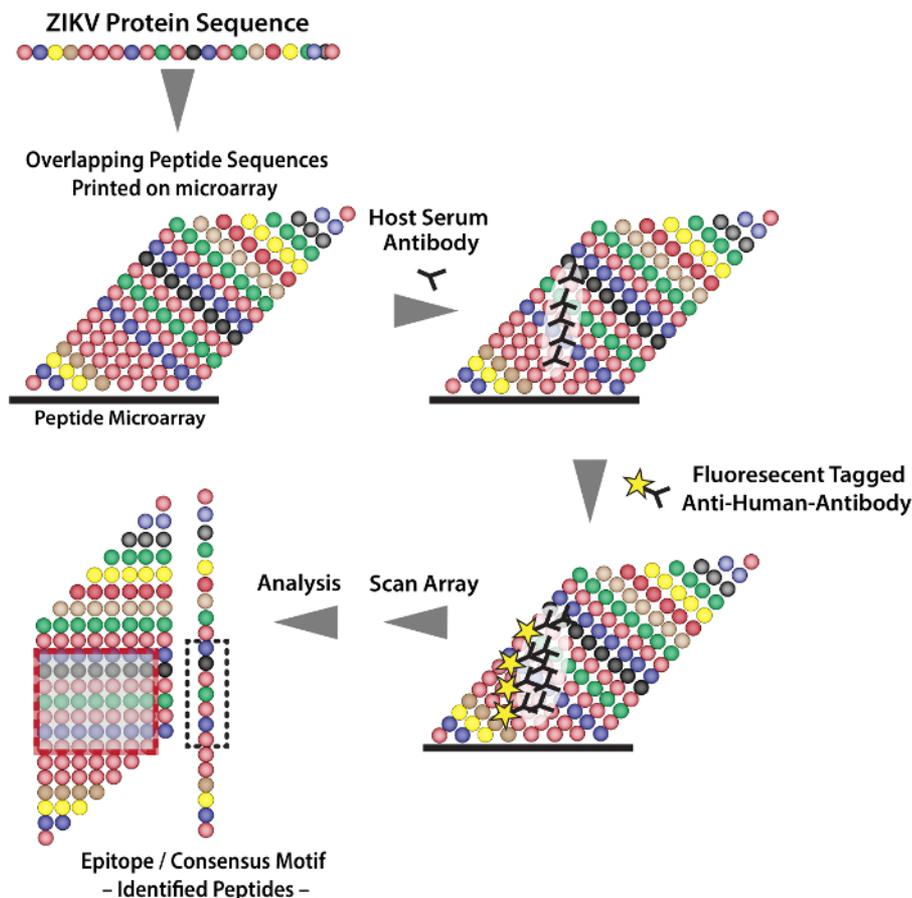 ZIKV Protein Sequence
Overlapping Peptide Sequences
Printed on microarray
Host Serum
Antibody
Peptide Microarray
Fluoresecent Tagged
Anti-Human-Antibody
Scan Array
Analysis
Epitope / Consensus Motif
– Identified Peptides –